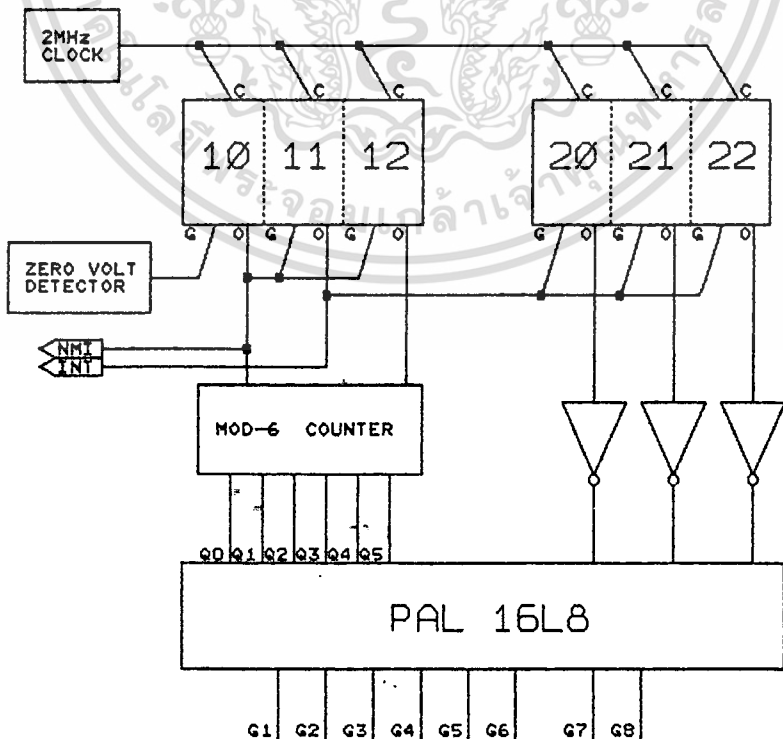 2MHz
CLOCK
C C C C C C
10 11 12 20 21 22
G O G O G O G O G O G O
ZERO VOLT
DETECTOR
NMI
INT
MOD-6 COUNTER
Q0 Q1 Q2 Q3 Q4 Q5
PAL 16L8
G1 G2 G3 G4 G5 G6 G7 G8